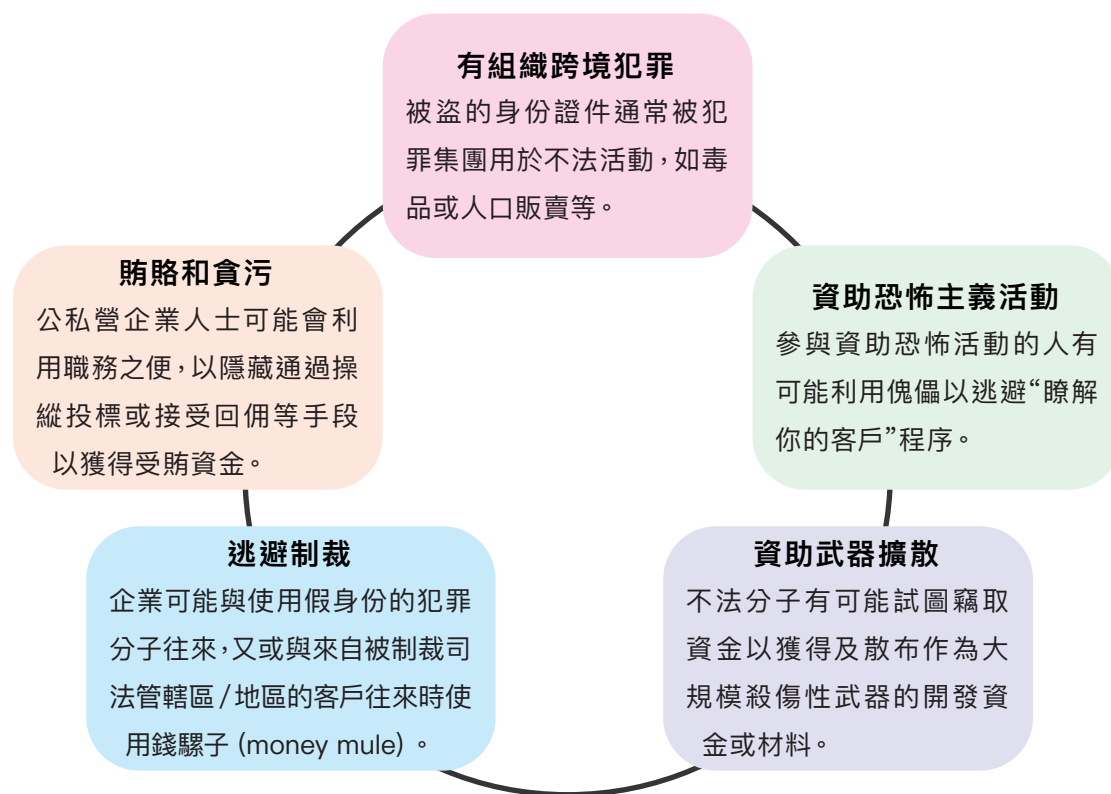 有組織跨境犯罪
被盜的身份證件通常被犯
罪集團用於不法活動，如毒
品或人口販賣等。
賄賂和貪污
公私營企業人士可能會利
用職務之便，以隱藏通過操
縱投標或接受回佣等手段
以獲得受賄資金。
資助恐怖主義活動
參與資助恐怖活動的人有
可能利用傀儡以逃避“瞭解
你的客戶”程序。
逃避制裁
企業可能與使用假身份的犯罪
分子往來，又或與來自被制裁司
法管轄區/地區的客戶往來時使
用錢騾子 (money mule) 。
資助武器擴散
不法分子有可能試圖竊取
資金以獲得及散布作為大
規模殺傷性武器的開發資
金或材料。